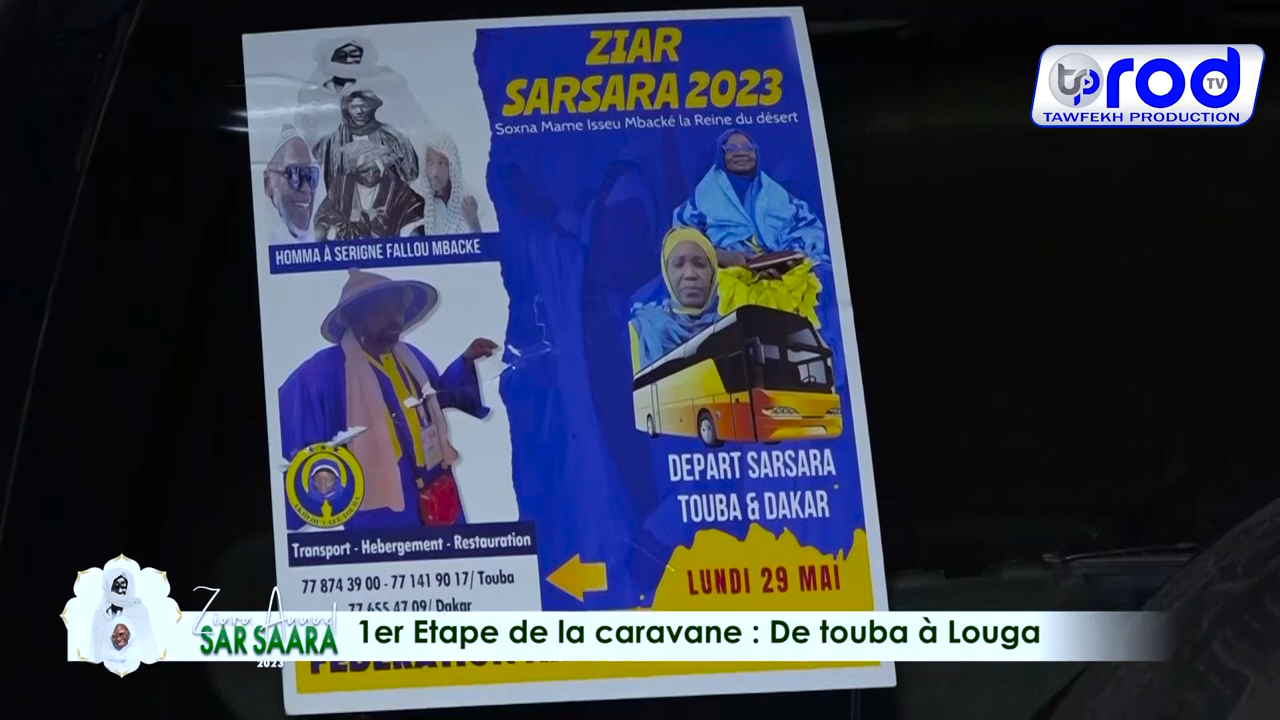 ZIAR
SARSARA 2023
Soxna Mame Isseu Mbacké la Reine du désert
HOMMA À SERIGNE FALLOU MBACKE
DEPART SARSARA
TOUBA & DAKAR
LUNDI 29 MAI
Transport - Hebergement - Restauration
77 874 39 00 - 77 141 90 17/ Touba
77 655 47 09/ Dakar
FEDERATION
prod TV
TAWFEKH PRODUCTION
SAR SAARA
2023
1er Etape de la caravane : De touba à Louga